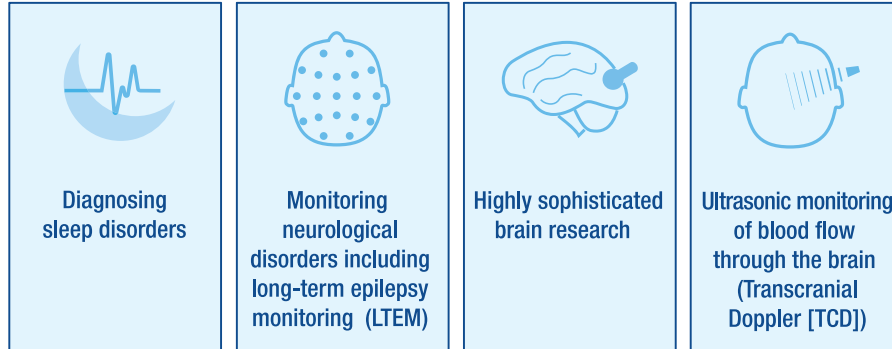 Diagnosing
sleep disorders
Monitoring
neurological
disorders including
long-term epilepsy
monitoring (LTEM)
Highly sophisticated
brain research
Ultrasonic monitoring
of blood flow
through the brain
(Transcranial
Doppler [TCD])